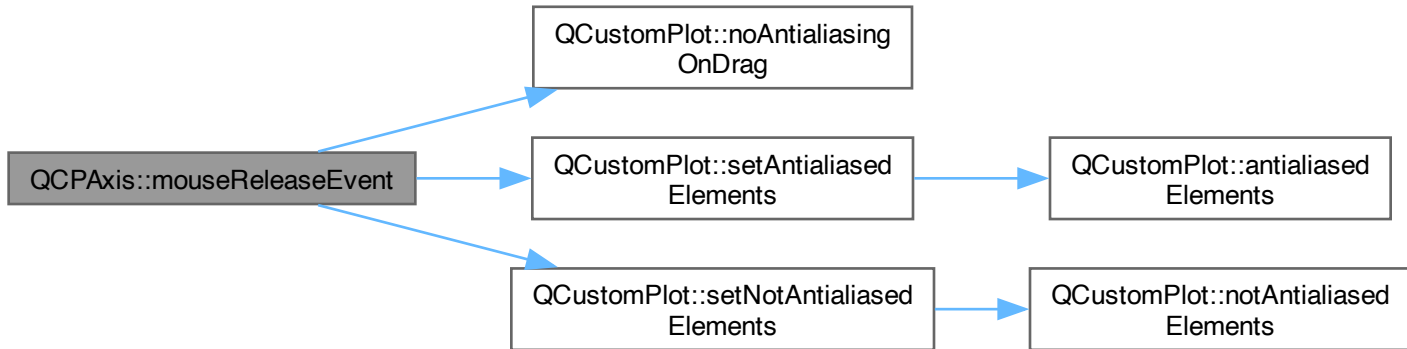 QCPAxis::mouseReleaseEvent
QCustomPlot::noAntialiasing
OnDrag
QCustomPlot::setAntialiased
Elements
QCustomPlot::antialiased
Elements
QCustomPlot::setNotAntialiased
Elements
QCustomPlot::notAntialiased
Elements